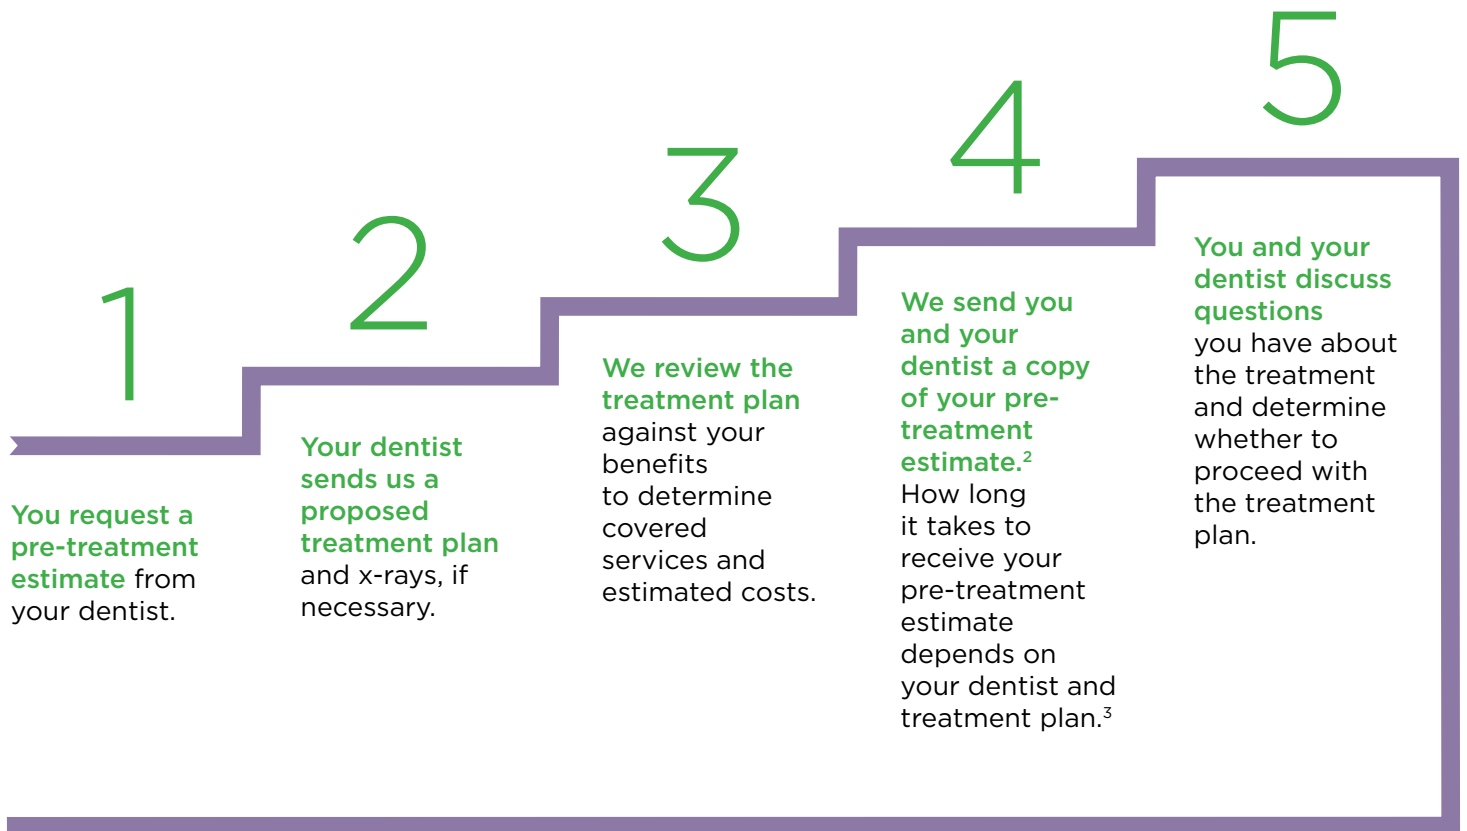 1
You request a
pre-treatment
estimate from
your dentist.
2
Your dentist
sends us a
proposed
treatment plan
and x-rays, if
necessary.
3
We review the
treatment plan
against your
benefits
to determine
covered
services and
estimated costs.
4
We send you
and your
dentist a copy
of your pre-
treatment
estimate.²
How long
it takes to
receive your
pre-treatment
estimate
depends on
your dentist and
treatment plan.³
5
You and your
dentist discuss
questions
you have about
the treatment
and determine
whether to
proceed with
the treatment
plan.